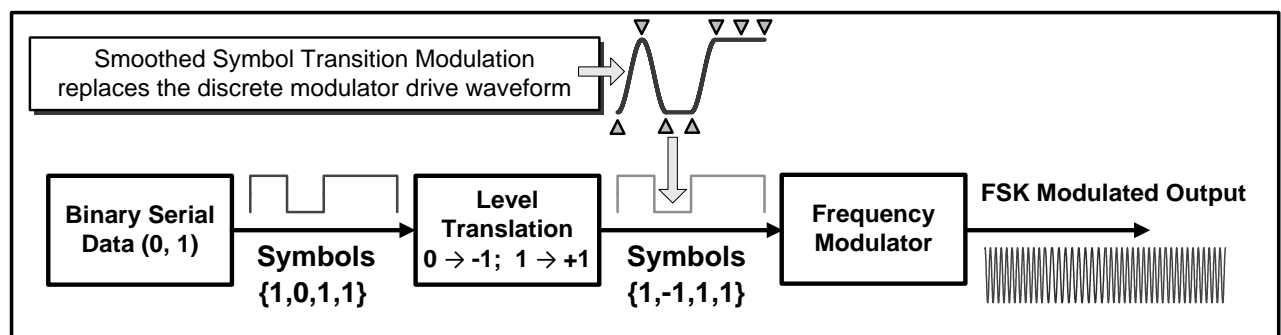 Smoothed Symbol Transition Modulation
replaces the discrete modulator drive waveform
Binary Serial
Data (0, 1)
Symbols
{1,0,1,1}
Level
Translation
0 → -1;  1 → +1
Symbols
{1,-1,1,1}
Frequency
Modulator
FSK Modulated Output